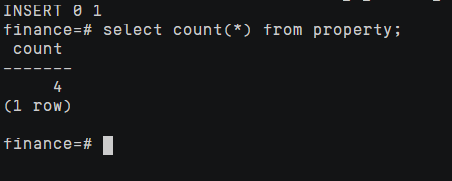 INSERT 0 1
finance=# select count(*) from property;
 count
-------
     4
(1 row)

finance=#